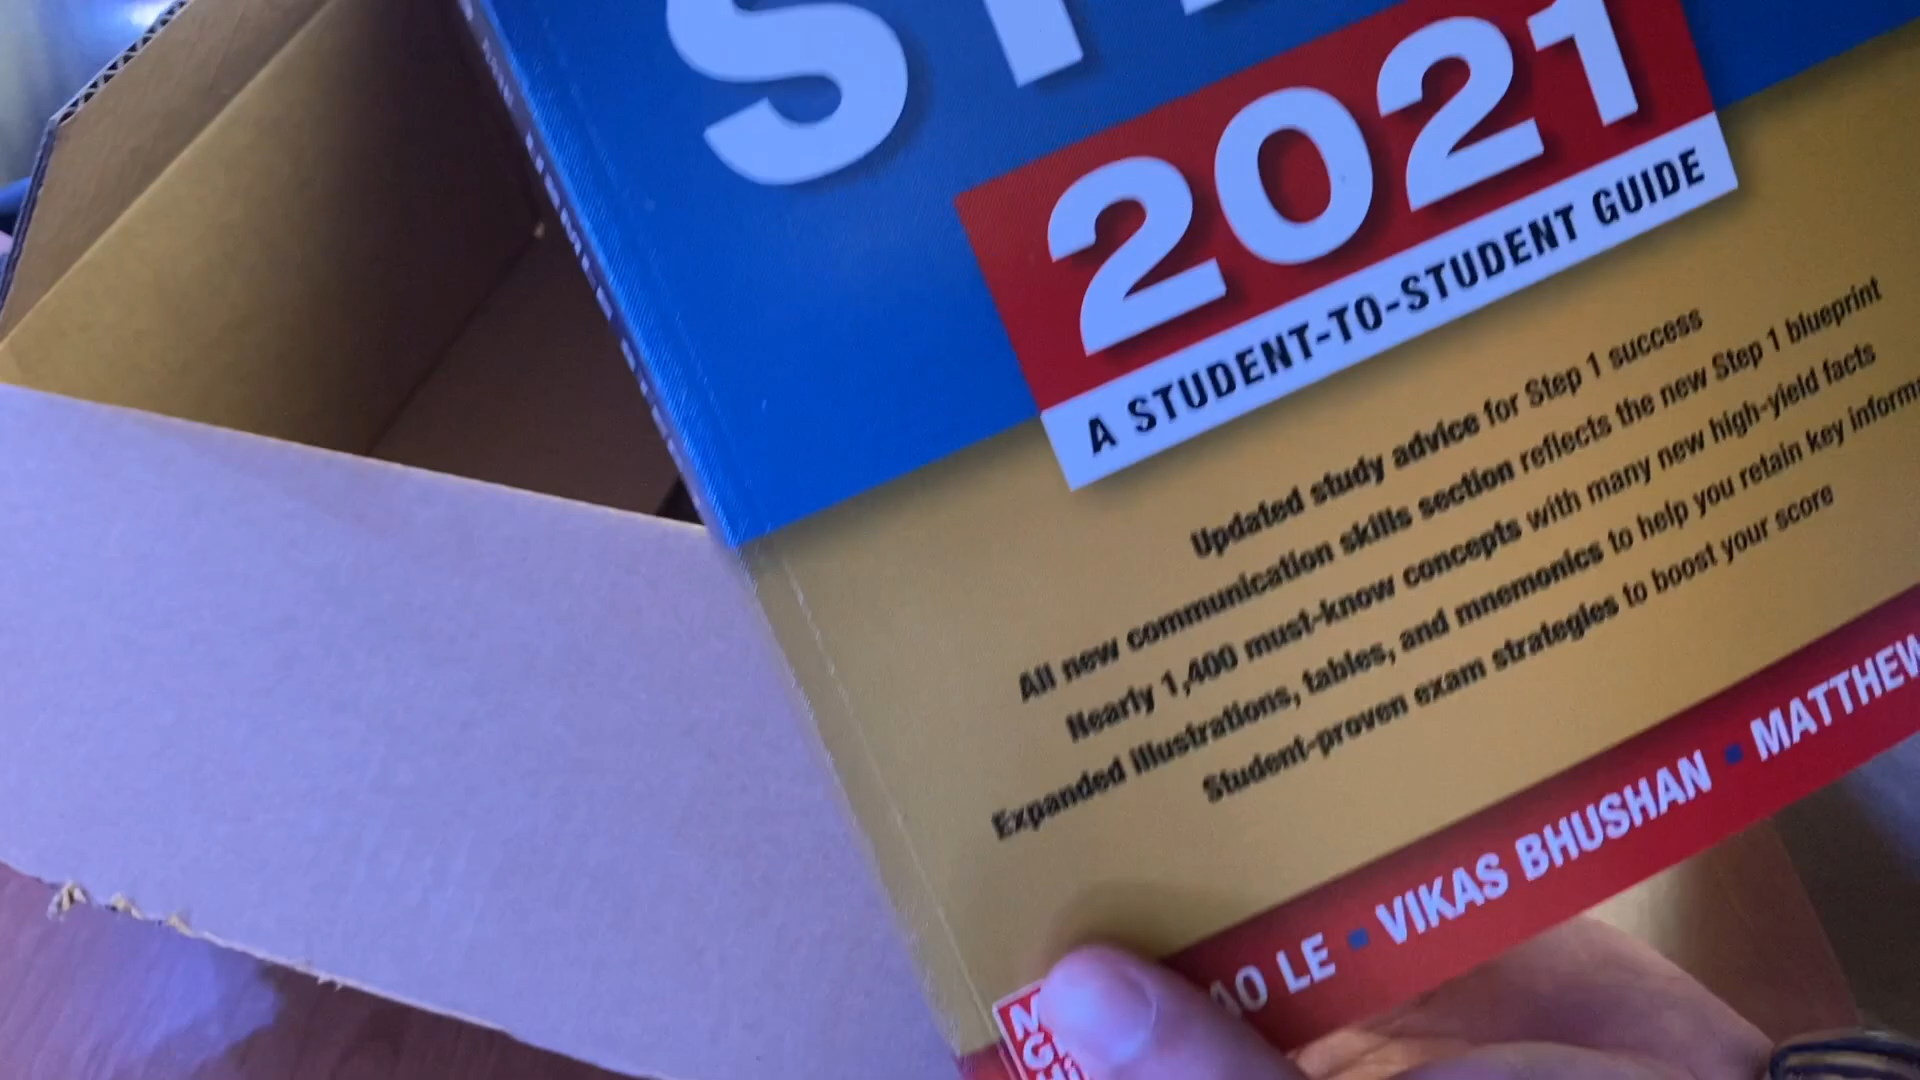 ST
2021
A STUDENT-TO-STUDENT GUIDE
Updated study advice for Step 1 success
All new communication skills section reflects the new Step 1 blueprint
Nearly 1,400 must-know concepts with many new high-yield facts
Expanded illustrations, tables, and mnemonics to help you retain key inform
Student-proven exam strategies to boost your score
AO LE ▪ VIKAS BHUSHAN ▪ MATTHEW
M
G